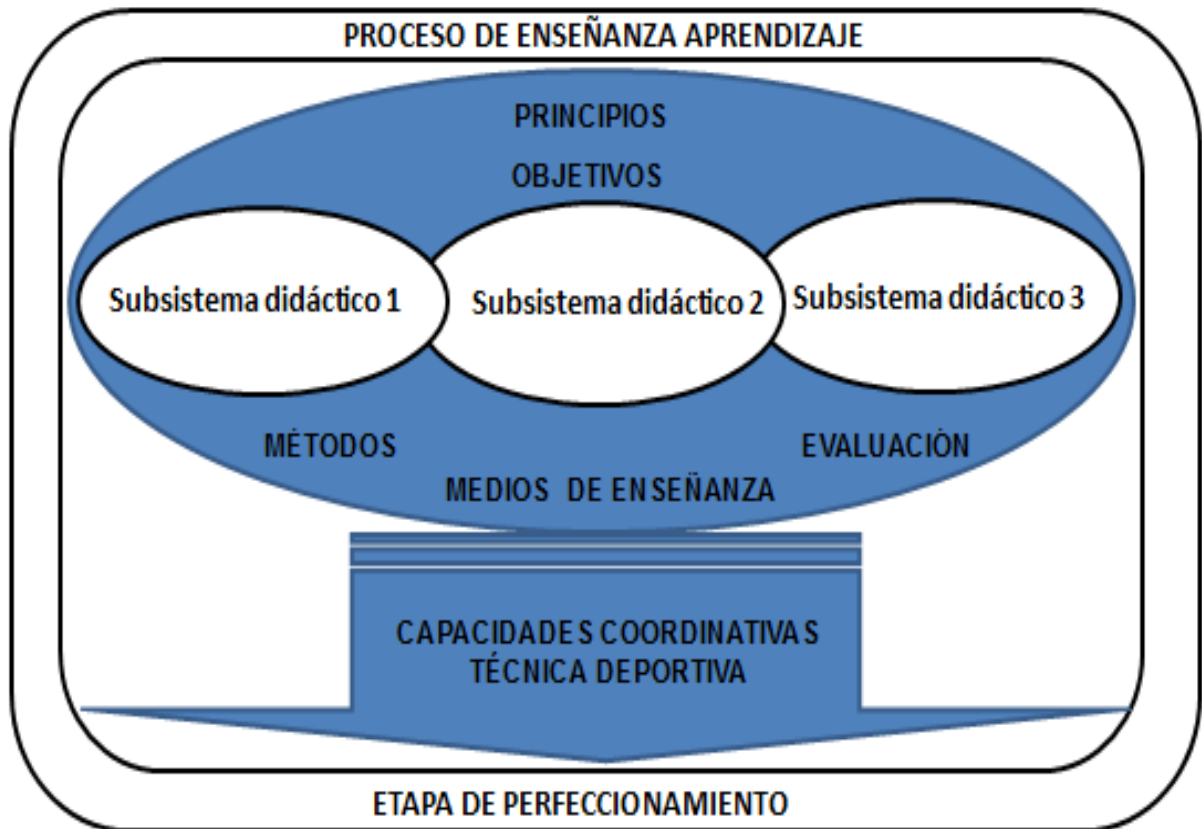 PROCESO DE ENSEÑANZA APRENDIZAJE
PRINCIPIOS
OBJETIVOS
Subsistema didáctico 1
Subsistema didáctico 2
Subsistema didáctico 3
MÉTODOS
EVALUACIÓN
MEDIOS DE ENSEÑANZA
CAPACIDADES COORDINATIVAS
TÉCNICA DEPORTIVA
ETAPA DE PERFECCIONAMIENTO